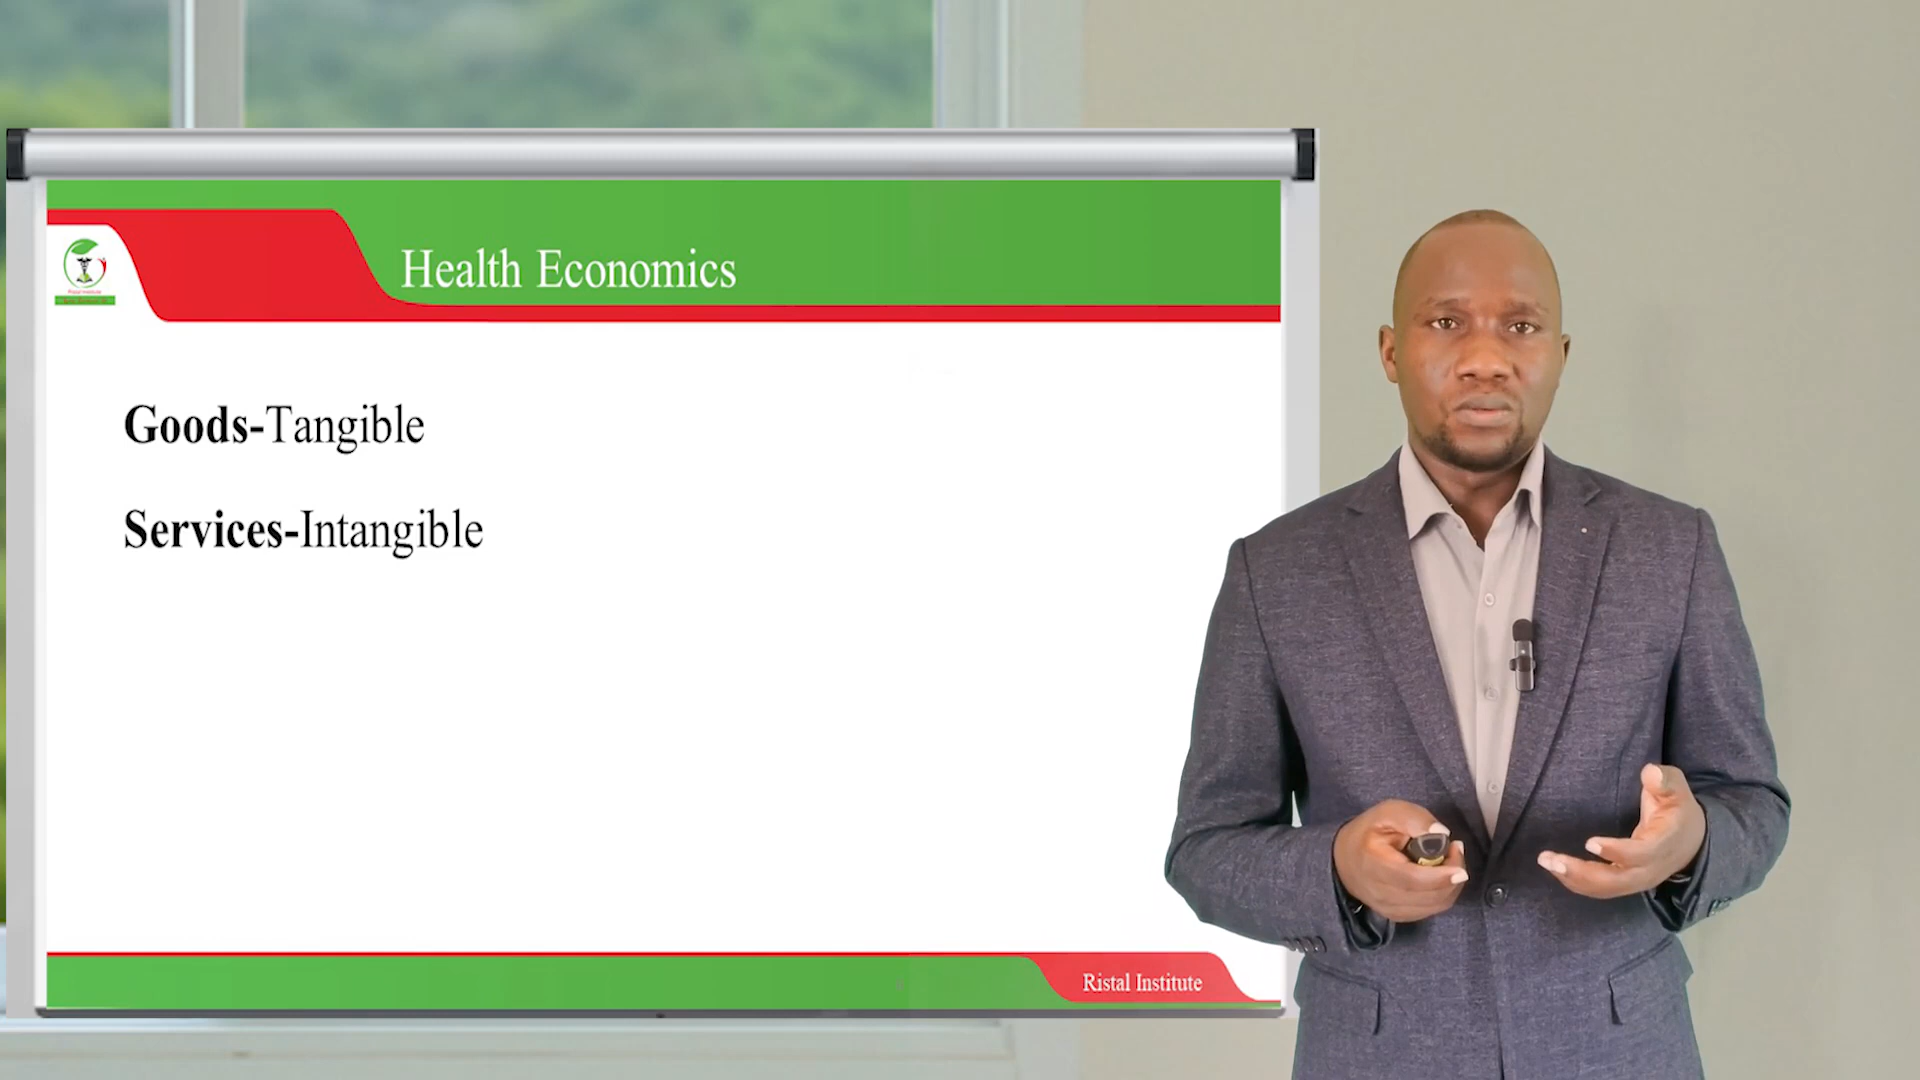 Health Economics
Goods-Tangible
Services-Intangible
Ristal Institute